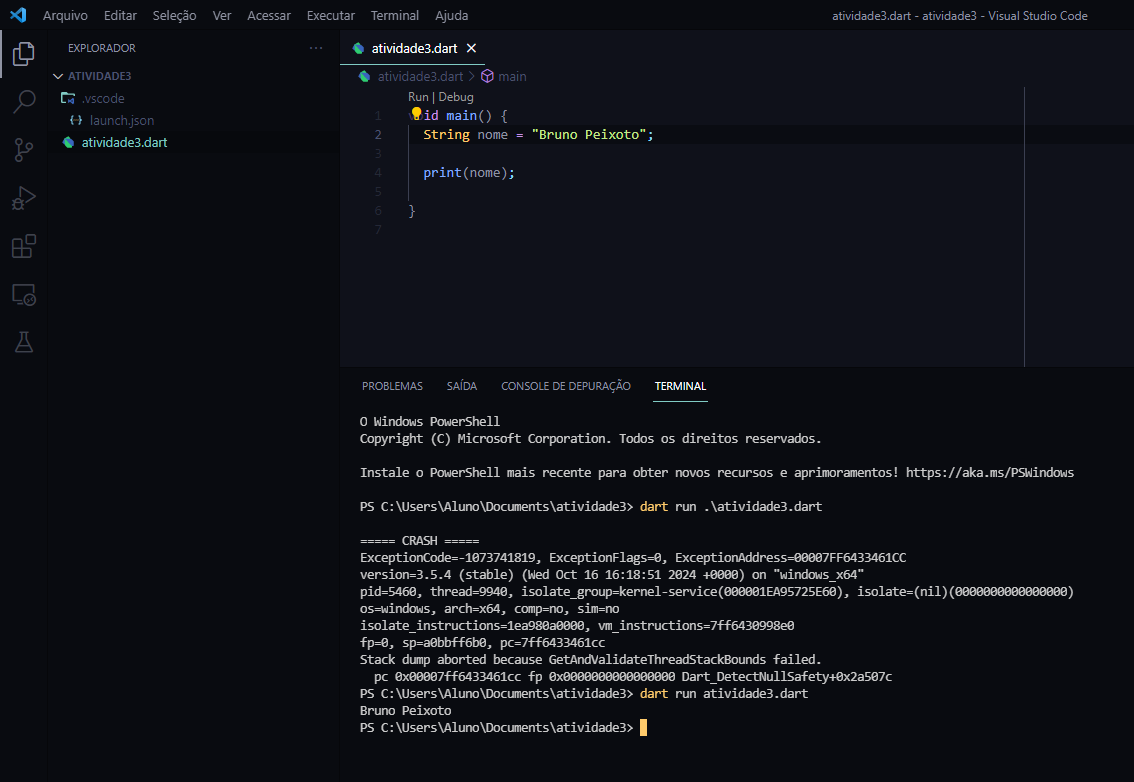 Arquivo Editar Seleção Ver Acessar Executar Terminal Ajuda
atividade3.dart - atividade3 - Visual Studio Code
EXPLORADOR ...
ATIVIDADE3
.vscode
{} launch.json
atividade3.dart
atividade3.dart
atividade3.dart > main
Run | Debug
1 id main() {
2 String nome = "Bruno Peixoto";
3
4 print(nome);
5
6 }
7
PROBLEMAS SAÍDA CONSOLE DE DEPURAÇÃO TERMINAL
O Windows PowerShell
Copyright (C) Microsoft Corporation. Todos os direitos reservados.
Instale o PowerShell mais recente para obter novos recursos e aprimoramentos! https://aka.ms/PSWindows
PS C:\Users\Aluno\Documents\atividade3> dart run .\atividade3.dart
===== CRASH =====
ExceptionCode=-1073741819, ExceptionFlags=0, ExceptionAddress=00007FF6433461CC
version=3.5.4 (stable) (Wed Oct 16 16:18:51 2024 +0000) on "windows_x64"
pid=5460, thread=9940, isolate_group=kernel-service(000001EA95725E60), isolate=(nil)(0000000000000000)
os=windows, arch=x64, comp=no, sim=no
isolate_instructions=1ea980a0000, vm_instructions=7ff6430998e0
fp=0, sp=a0bbff6b0, pc=7ff6433461cc
Stack dump aborted because GetAndValidateThreadStackBounds failed.
pc 0x00007ff6433461cc fp 0x0000000000000000 Dart_DetectNullSafety+0x2a507c
PS C:\Users\Aluno\Documents\atividade3> dart run atividade3.dart
Bruno Peixoto
PS C:\Users\Aluno\Documents\atividade3>